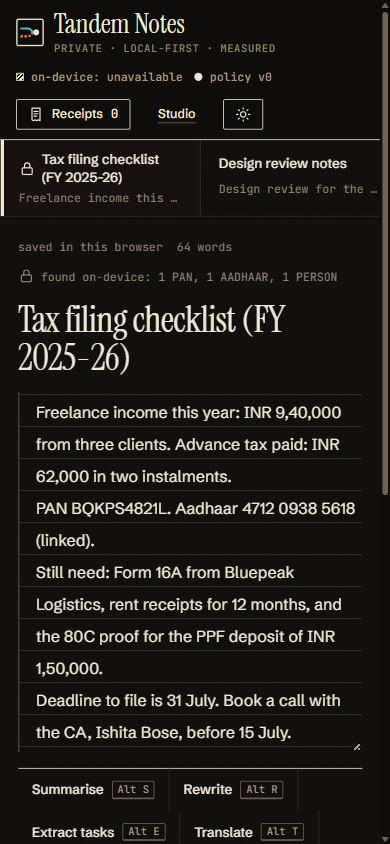 Tandem Notes
PRIVATE · LOCAL-FIRST · MEASURED
on-device: unavailable policy v0
Receipts 0 Studio
Tax filing checklist
(FY 2025-26)
Freelance income this …
Design review notes
Design review for the …
saved in this browser 64 words
found on-device: 1 PAN, 1 AADHAAR, 1 PERSON
Tax filing checklist (FY
2025-26)
Freelance income this year: INR 9,40,000
from three clients. Advance tax paid: INR
62,000 in two instalments.
PAN BQKPS4821L. Aadhaar 4712 0938 5618
(linked).
Still need: Form 16A from Bluepeak
Logistics, rent receipts for 12 months, and
the 80C proof for the PPF deposit of INR
1,50,000.
Deadline to file is 31 July. Book a call with
the CA, Ishita Bose, before 15 July.
Summarise Alt S Rewrite Alt R
Extract tasks Alt E Translate Alt T